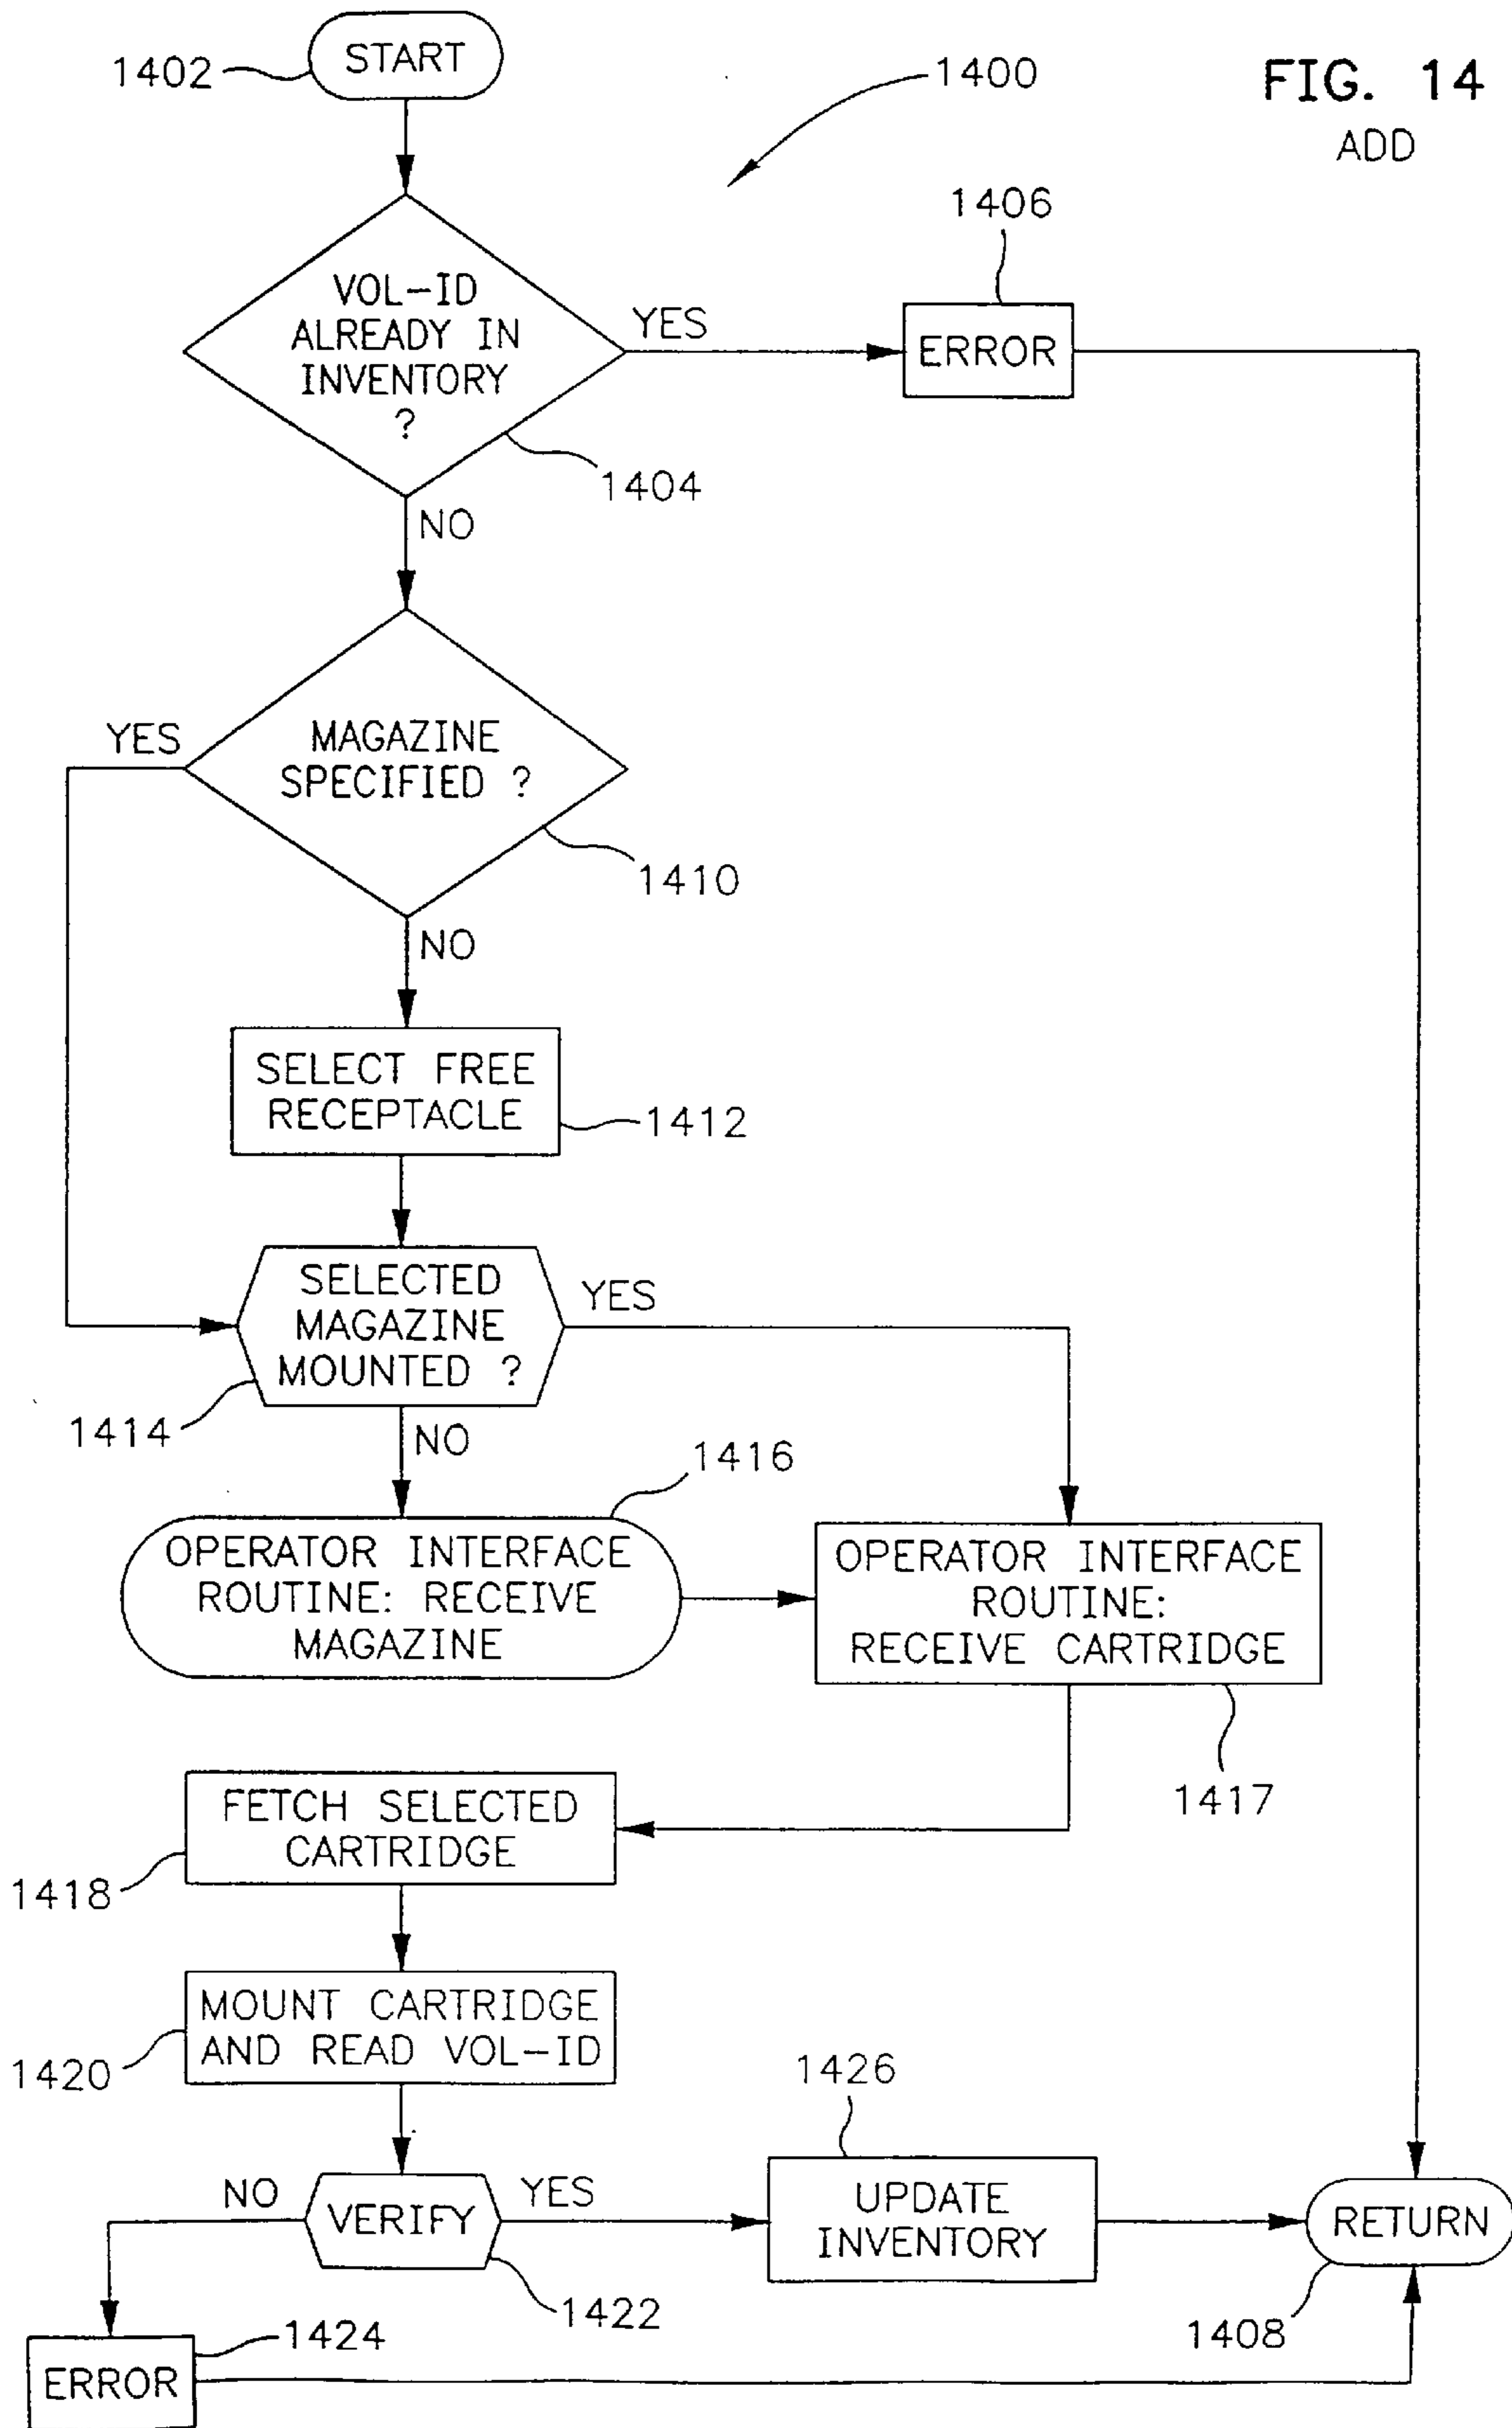 START
1402
1400
FIG. 14
ADD
1406
VOL-ID
ALREADY IN
INVENTORY
?
YES
ERROR
1404
NO
YES
MAGAZINE
SPECIFIED ?
1410
NO
SELECT FREE
RECEPTACLE
1412
SELECTED
MAGAZINE
MOUNTED ?
YES
1414
NO
1416
OPERATOR INTERFACE
ROUTINE: RECEIVE
MAGAZINE
OPERATOR INTERFACE
ROUTINE:
RECEIVE CARTRIDGE
1417
FETCH SELECTED
CARTRIDGE
1418
MOUNT CARTRIDGE
AND READ VOL-ID
1420
1426
NO
VERIFY
YES
UPDATE
INVENTORY
RETURN
1422
1408
1424
ERROR